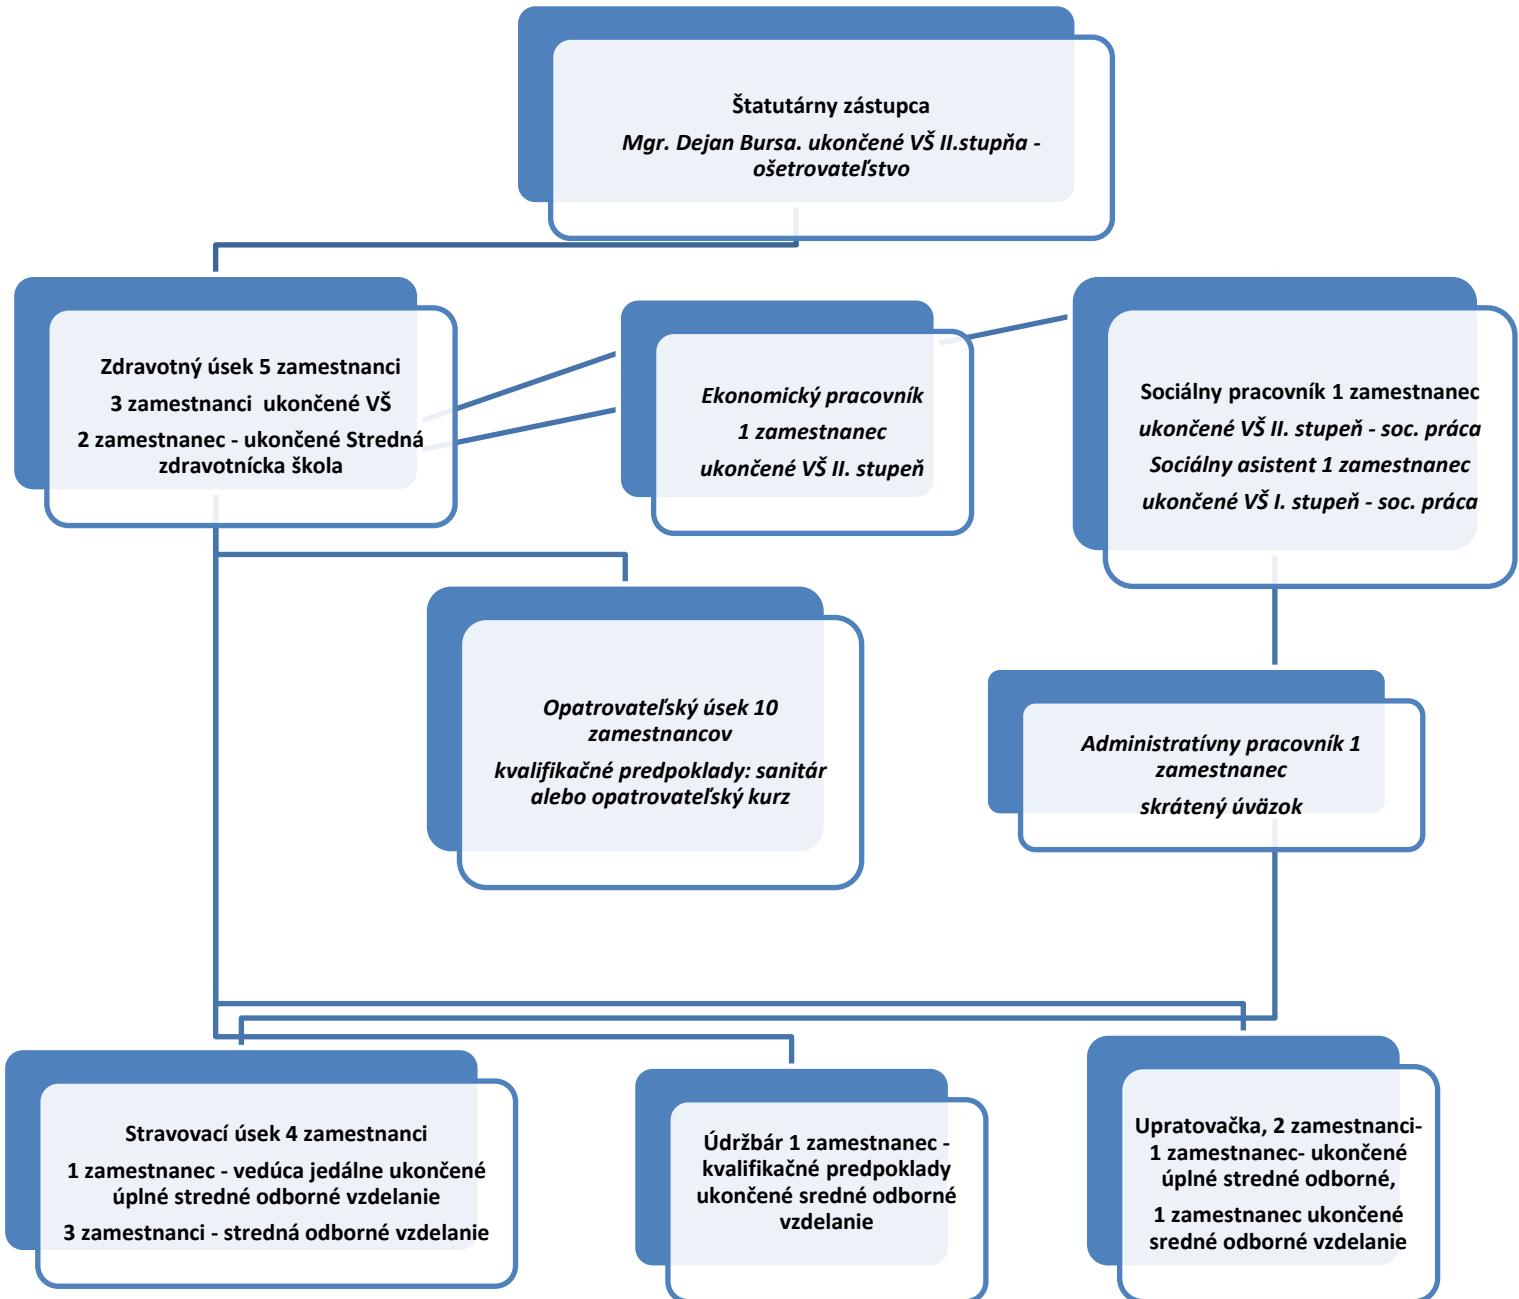 Štatutárny zástupca
Mgr. Dejan Bursa. ukončené VŠ II.stupňa -
ošetrovateľstvo
Zdravotný úsek 5 zamestnanci
3 zamestnanci  ukončené VŠ
2 zamestnanec - ukončené Stredná
zdravotnícka škola
Ekonomický pracovník
1 zamestnanec
ukončené VŠ II. stupeň
Sociálny pracovník 1 zamestnanec
ukončené VŠ II. stupeň - soc. práca
Sociálny asistent 1 zamestnanec
ukončené VŠ I. stupeň - soc. práca
Opatrovateľský úsek 10
zamestnancov
kvalifikačné predpoklady: sanitár
alebo opatrovateľský kurz
Administratívny pracovník 1
zamestnanec
skrátený úväzok
Stravovací úsek 4 zamestnanci
1 zamestnanec - vedúca jedálne ukončené
úplné stredné odborné vzdelanie
3 zamestnanci - stredná odborné vzdelanie
Údržbár 1 zamestnanec -
kvalifikačné predpoklady
ukončené sredné odborné
vzdelanie
Upratovačka, 2 zamestnanci-
1 zamestnanec- ukončené
úplné stredné odborné,
1 zamestnanec ukončené
sredné odborné vzdelanie